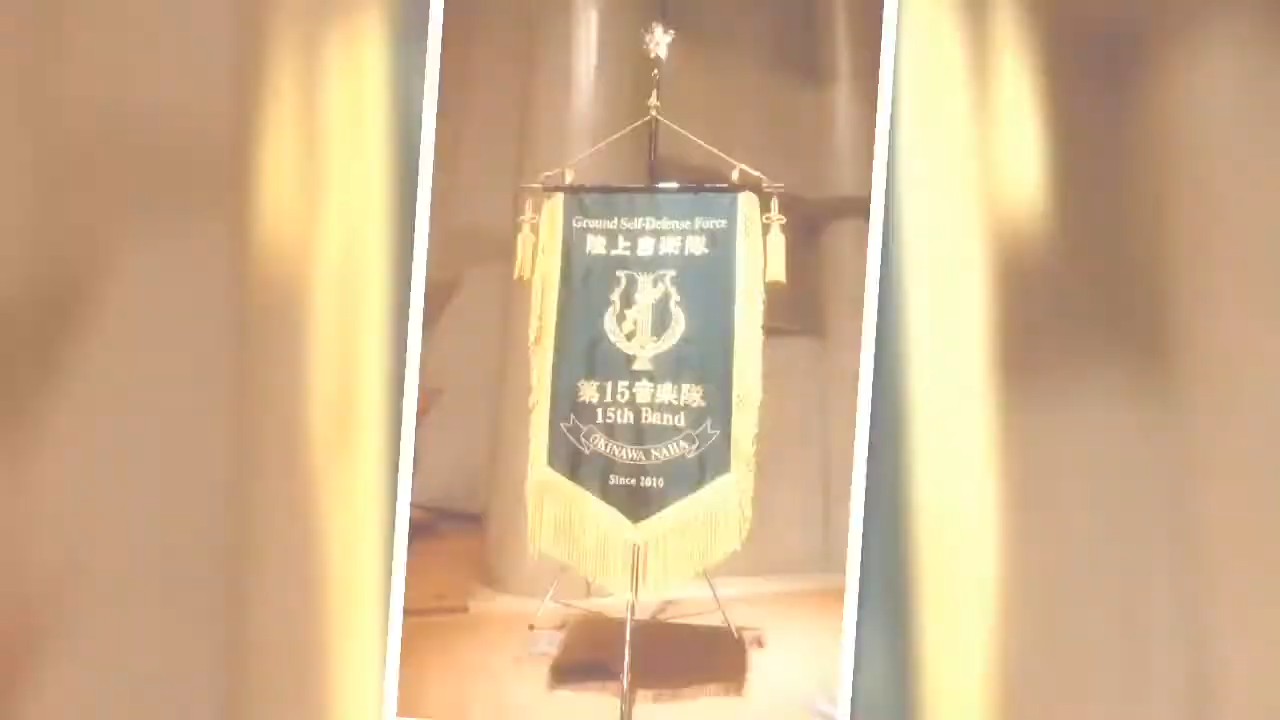 Ground Self-Defense Force
陸上自衛隊
第15音楽隊
15th Band
OKINAWA NAHA
Since 2010